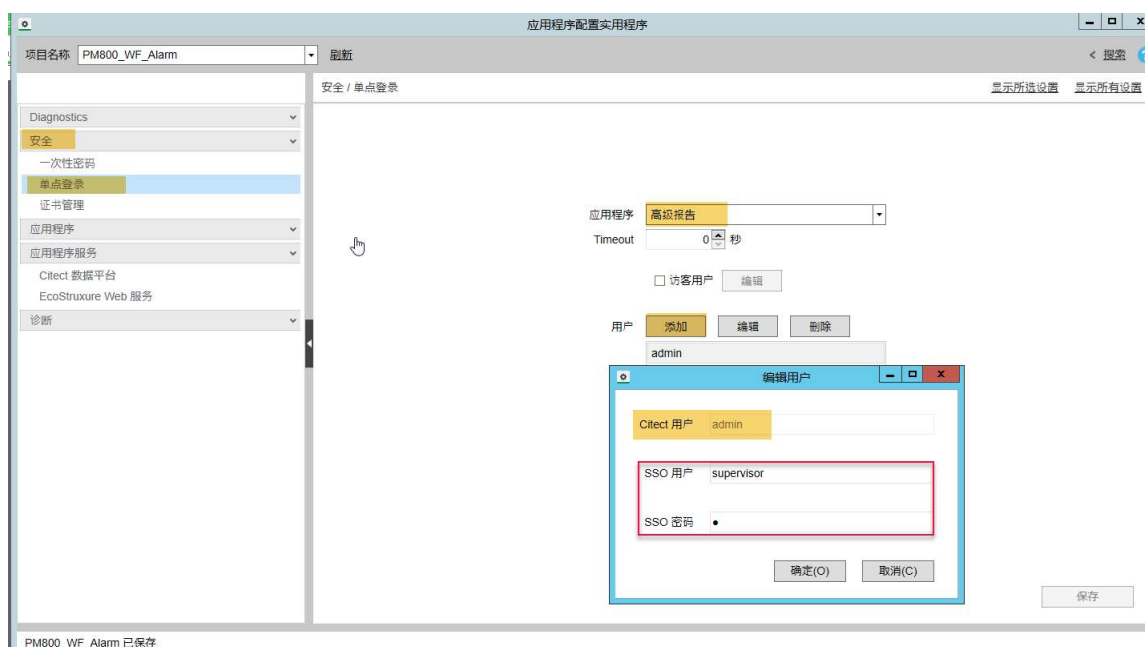 应用程序配置实用程序
项目名称 PM800_WF_Alarm 刷新 < 搜索
安全 / 单点登录 显示所选设置 显示所有设置
Diagnostics
安全
一次性密码
单点登录
证书管理
应用程序
应用程序服务
Citect 数据平台
EcoStruxure Web 服务
诊断
应用程序 高级报告
Timeout 0 秒
访客用户 编辑
用户 添加 编辑 删除
admin
编辑用户
Citect 用户 admin
SSO 用户 supervisor
SSO 密码 ●
确定(O) 取消(C)
保存
PM800_WF_Alarm 已保存